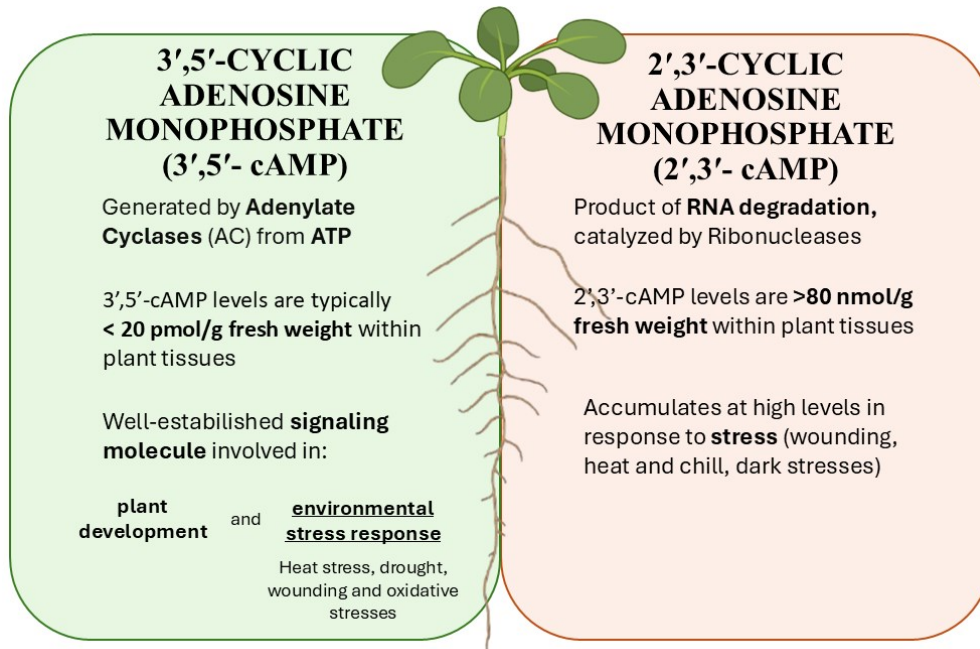 3′,5′-CYCLIC
ADENOSINE
MONOPHOSPHATE
(3′,5′- cAMP)
Generated by Adenylate
Cyclases (AC) from ATP
3’,5’-cAMP levels are typically
< 20 pmol/g fresh weight within
plant tissues
Well-estabilished signaling
molecule involved in:
plant
development
and
environmental
stress response
Heat stress, drought,
wounding and oxidative
stresses
2′,3′-CYCLIC
ADENOSINE
MONOPHOSPHATE
(2′,3′- cAMP)
Product of RNA degradation,
catalyzed by Ribonucleases
2’,3’-cAMP levels are >80 nmol/g
fresh weight within plant tissues
Accumulates at high levels in
response to stress (wounding,
heat and chill, dark stresses)